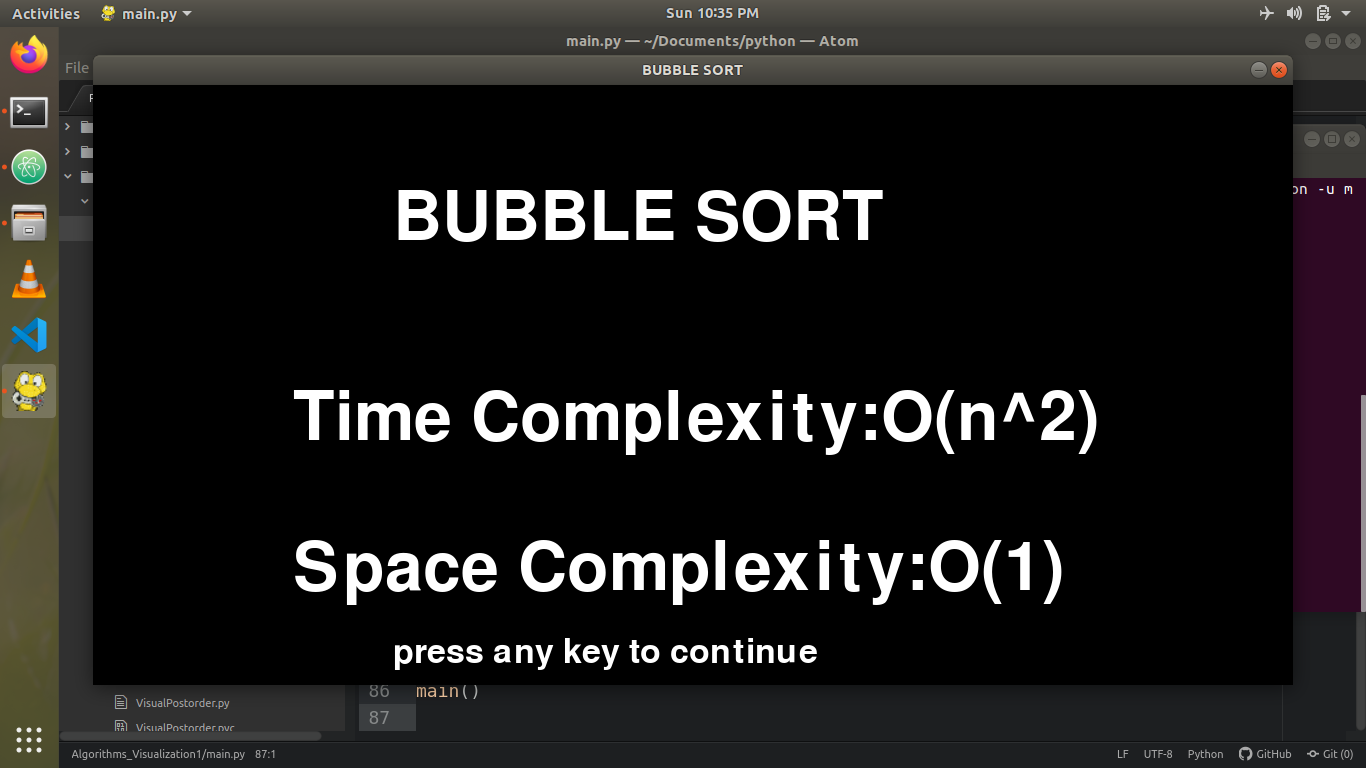 Activities
main.py
Sun 10:35 PM
main.py — ~/Documents/python — Atom
File
BUBBLE SORT
on -u m
BUBBLE SORT
Time Complexity:O(n^2)
Space Complexity:O(1)
press any key to continue
86 main()
87
VisualPostorder.py
VisualPostorder.pyc
Algorithms_Visualization1/main.py 87:1
LF UTF-8 Python GitHub Git (0)